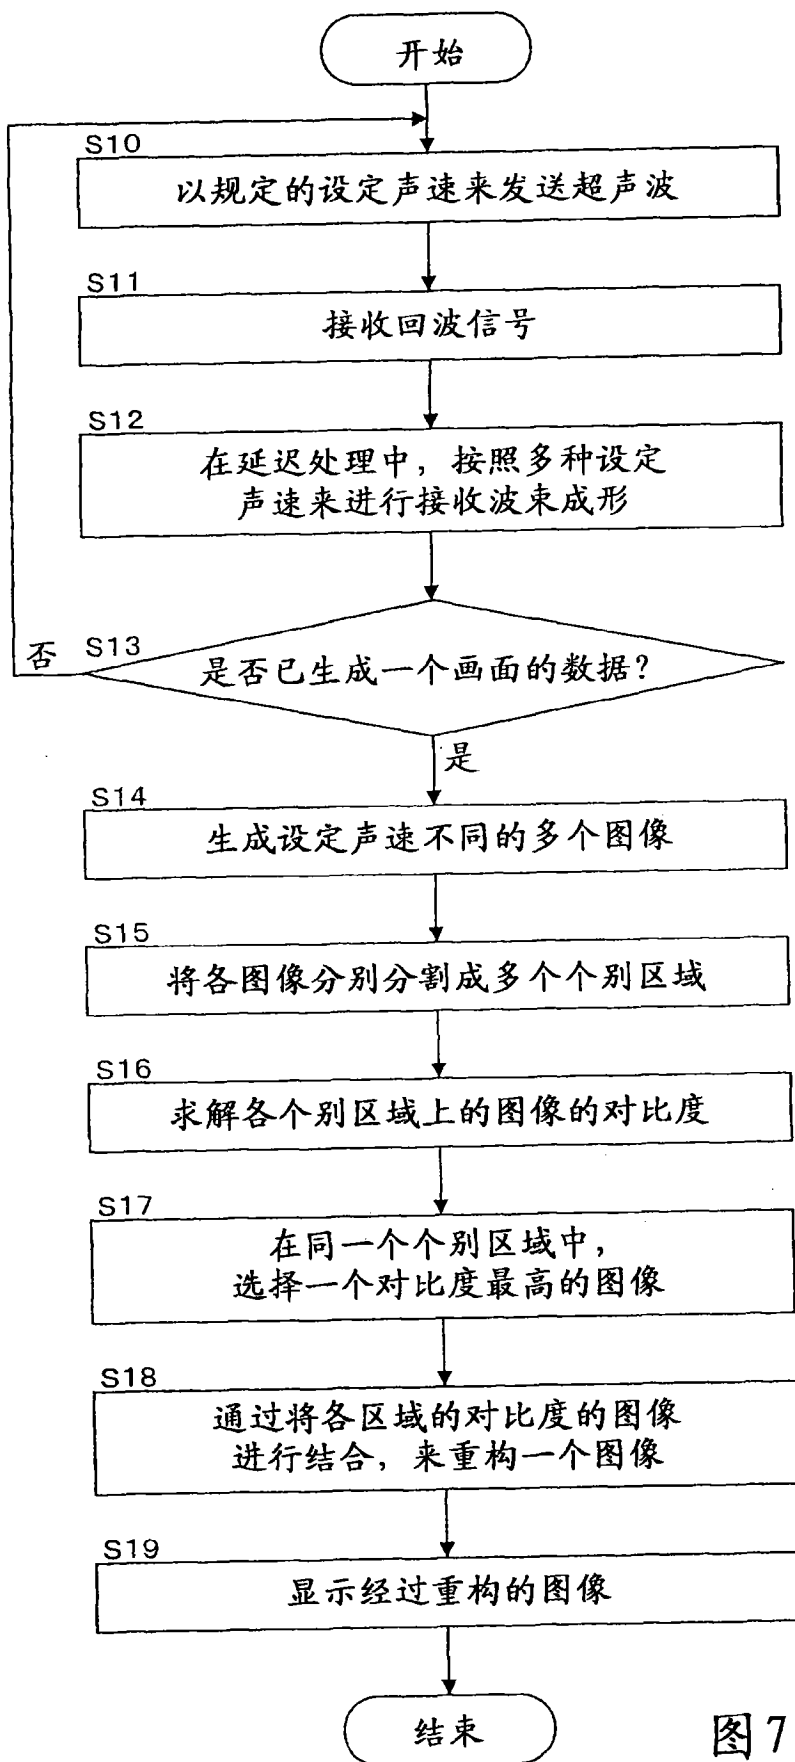 开始
S10
以规定的设定声速来发送超声波
S11
接收回波信号
S12
在延迟处理中，按照多种设定
声速来进行接收波束成形
S13
否
是否已生成一个画面的数据？
是
S14
生成设定声速不同的多个图像
S15
将各图像分别分割成多个个别区域
S16
求解各个别区域上的图像的对比度
S17
在同一个个别区域中，
选择一个对比度最高的图像
S18
通过将各区域的对比度的图像
进行结合，来重构一个图像
S19
显示经过重构的图像
结束
图7